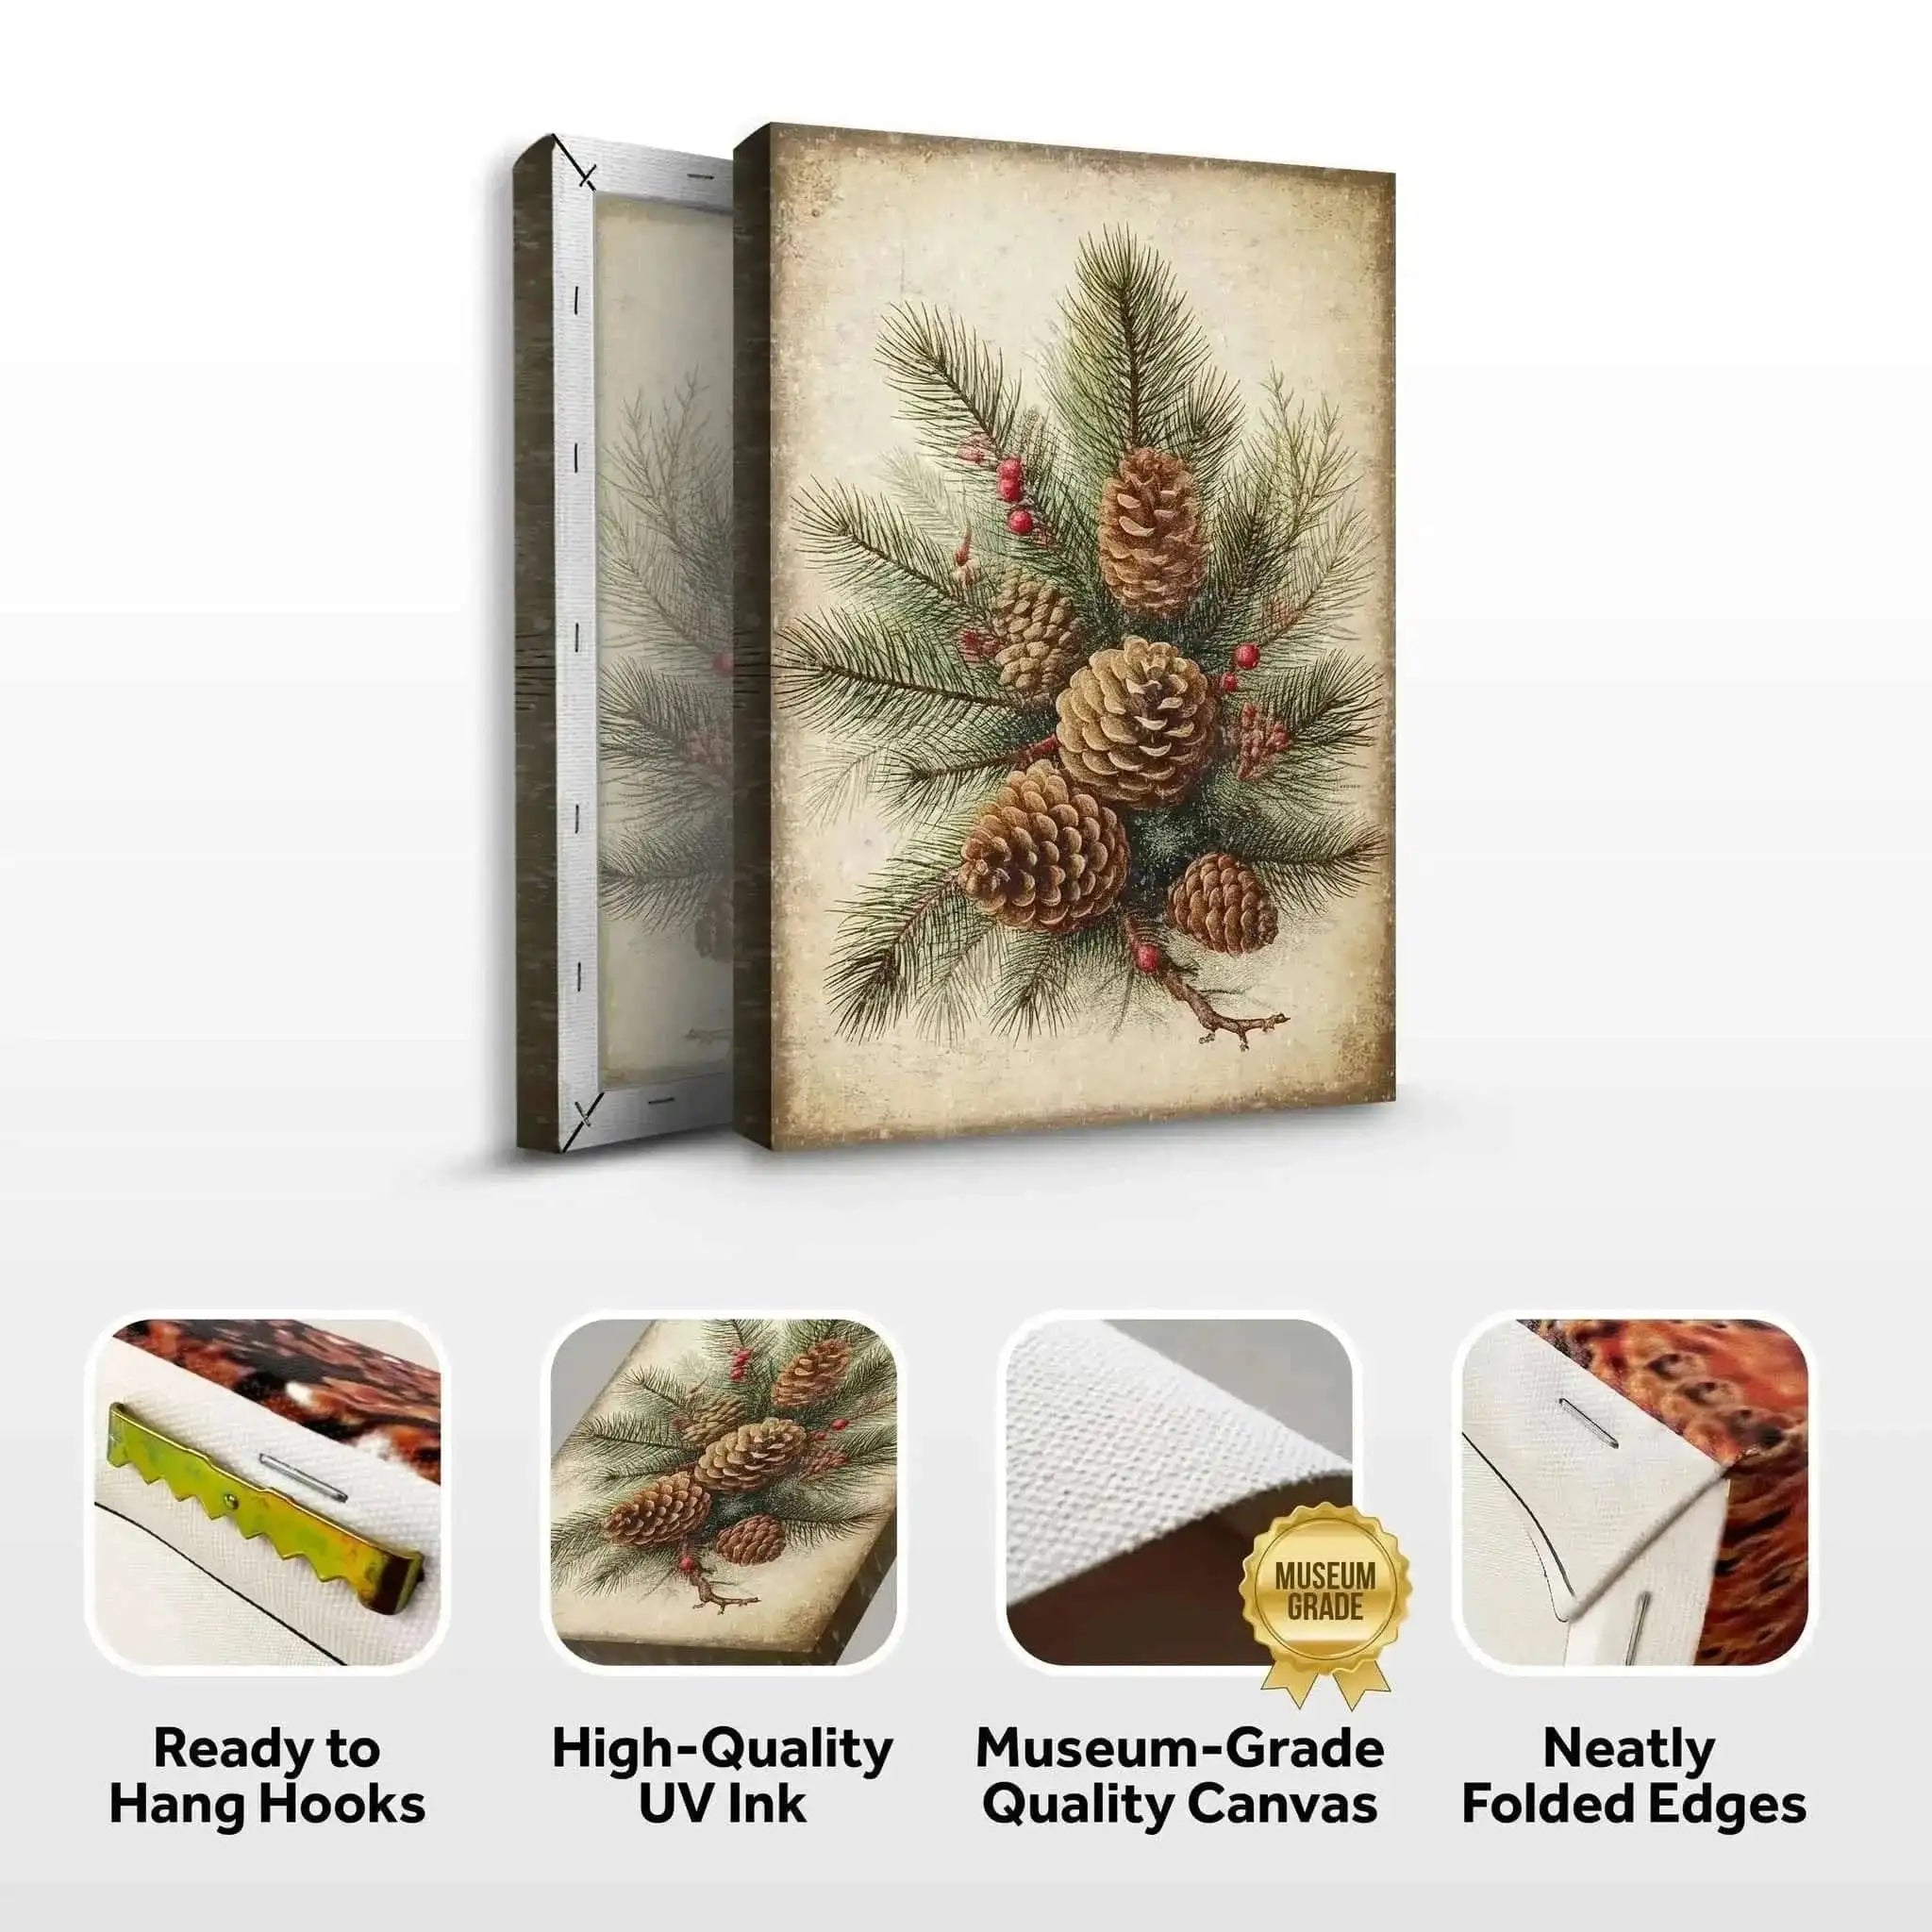 MUSEUM
GRADE
Ready to
Hang Hooks
High-Quality
UV Ink
Museum-Grade
Quality Canvas
Neatly
Folded Edges